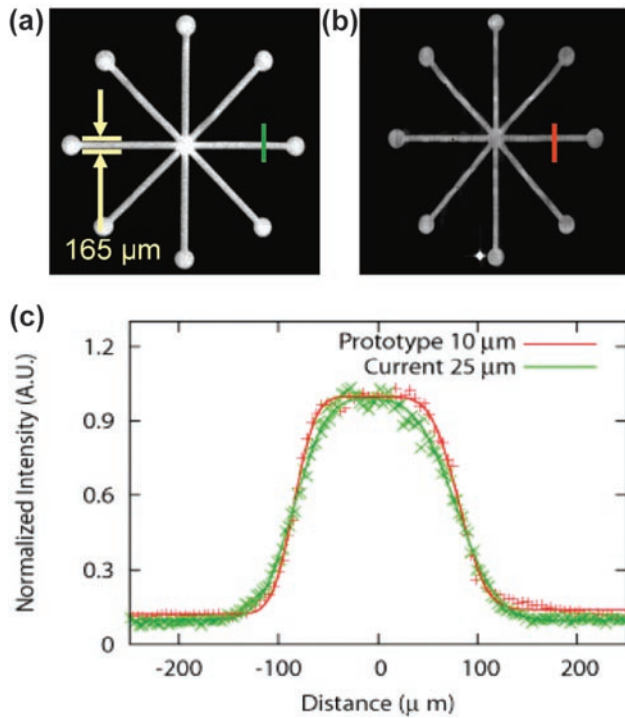 (a)
(b)
165 μm
(c)
1.2
0.9
0.6
0.3
0
Prototype 10 μm
Current 25 μm
Normalized Intensity (A.U.)
-200 -100 0 100 200
Distance (μ m)